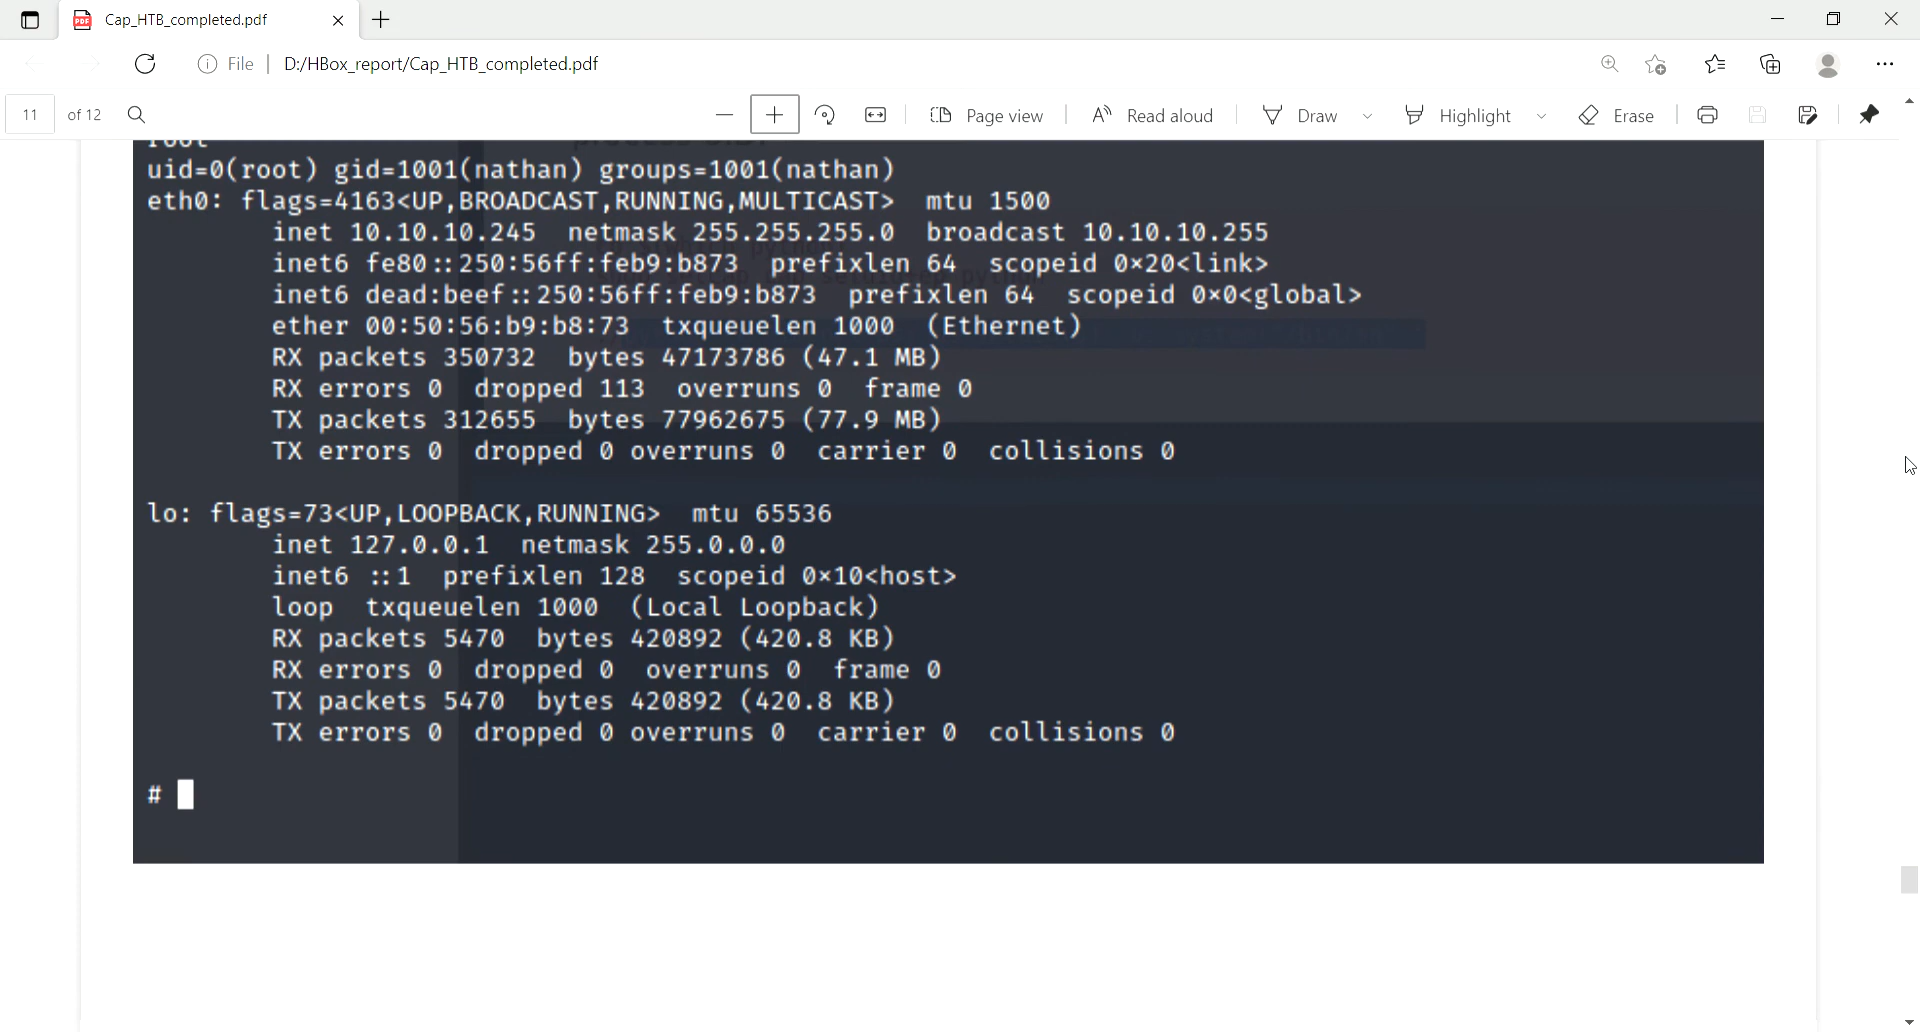 Cap_HTB_completed.pdf
File D:/HBox_report/Cap_HTB_completed.pdf
11 of 12 Page view Read aloud Draw Highlight Erase
root
uid=0(root) gid=1001(nathan) groups=1001(nathan)
eth0: flags=4163<UP,BROADCAST,RUNNING,MULTICAST>  mtu 1500
inet 10.10.10.245  netmask 255.255.255.0  broadcast 10.10.10.255
inet6 fe80::250:56ff:feb9:b873  prefixlen 64  scopeid 0×20<link>
inet6 dead:beef::250:56ff:feb9:b873  prefixlen 64  scopeid 0×0<global>
ether 00:50:56:b9:b8:73  txqueuelen 1000  (Ethernet)
RX packets 350732  bytes 47173786 (47.1 MB)
RX errors 0  dropped 113  overruns 0  frame 0
TX packets 312655  bytes 77962675 (77.9 MB)
TX errors 0  dropped 0 overruns 0  carrier 0  collisions 0
lo: flags=73<UP,LOOPBACK,RUNNING>  mtu 65536
inet 127.0.0.1  netmask 255.0.0.0
inet6 ::1  prefixlen 128  scopeid 0×10<host>
loop  txqueuelen 1000  (Local Loopback)
RX packets 5470  bytes 420892 (420.8 KB)
RX errors 0  dropped 0  overruns 0  frame 0
TX packets 5470  bytes 420892 (420.8 KB)
TX errors 0  dropped 0 overruns 0  carrier 0  collisions 0
#